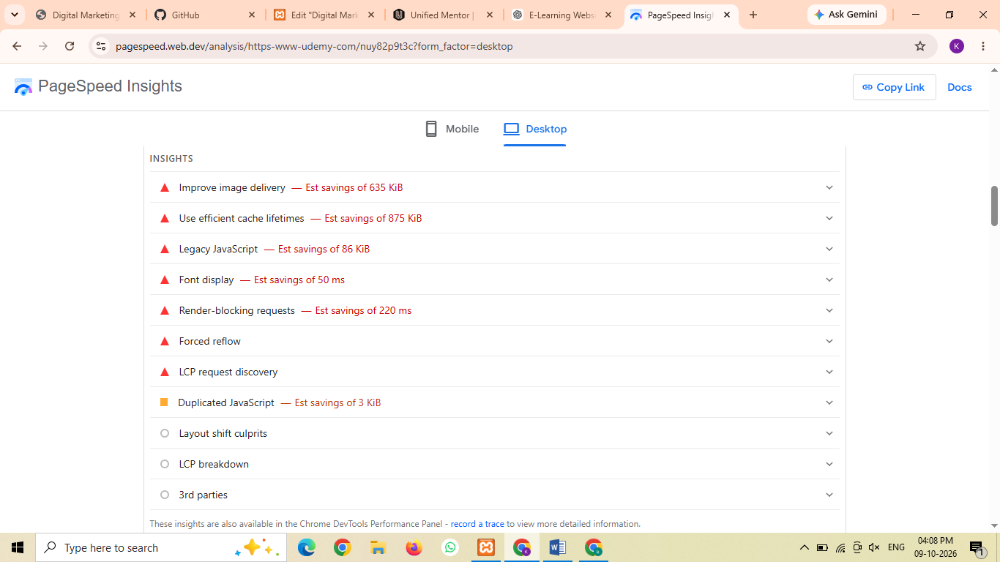 Digital Marketing
GitHub
Edit "Digital Mark
Unified Mentor |
E-Learning Websi
PageSpeed Insigh
Ask Gemini
pagespeed.web.dev/analysis/https-www-udemy-com/nuy82p9t3c?form_factor=desktop
K
PageSpeed Insights
Copy Link
Docs
Mobile
Desktop
INSIGHTS
Improve image delivery — Est savings of 635 KiB
Use efficient cache lifetimes — Est savings of 875 KiB
Legacy JavaScript — Est savings of 86 KiB
Font display — Est savings of 50 ms
Render-blocking requests — Est savings of 220 ms
Forced reflow
LCP request discovery
Duplicated JavaScript — Est savings of 3 KiB
Layout shift culprits
LCP breakdown
3rd parties
These insights are also available in the Chrome DevTools Performance Panel - record a trace to view more detailed information.
Type here to search
ENG
04:08 PM
09-10-2026
1